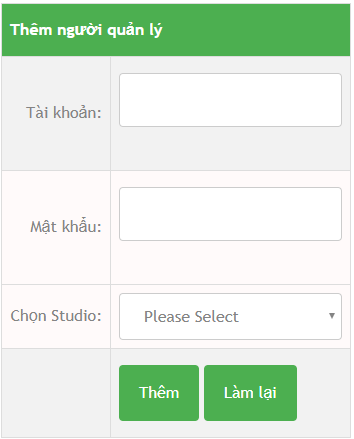 Thêm người quản lý
Tài khoản:
Mật khẩu:
Chọn Studio: Please Select
Thêm Làm lại